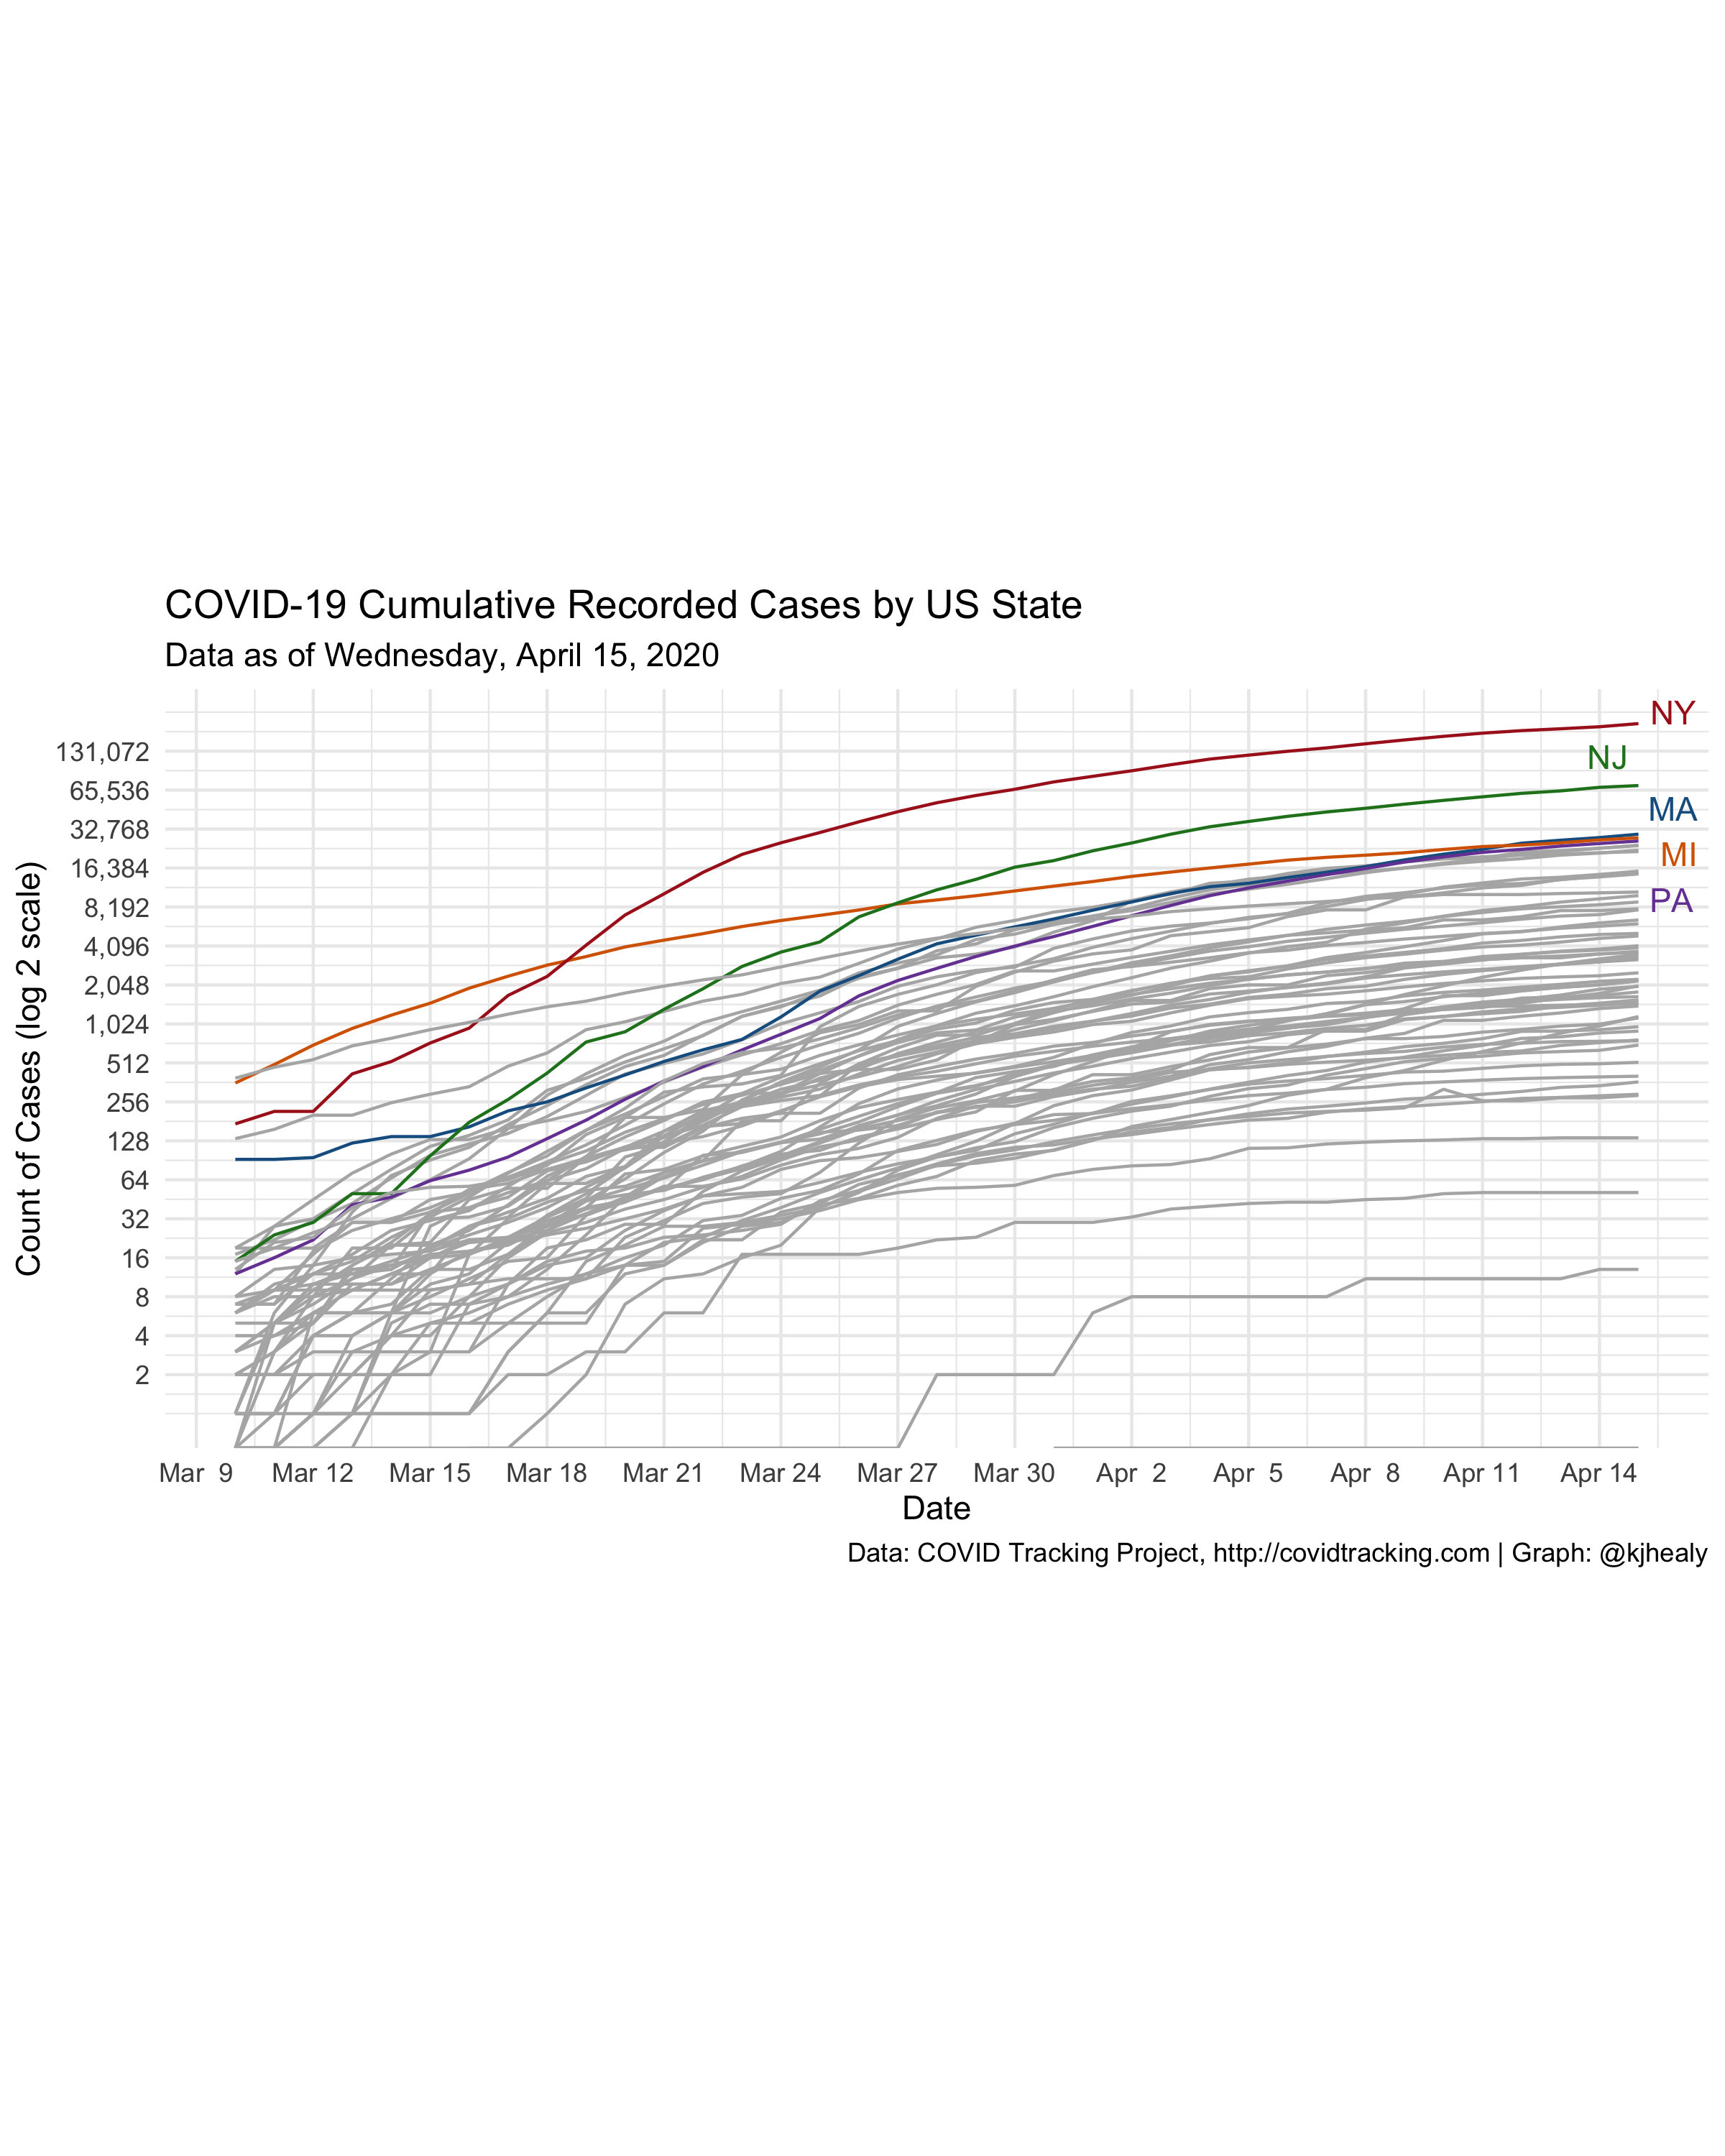 COVID-19 Cumulative Recorded Cases by US State
Data as of Wednesday, April 15, 2020
NY
NJ
MA
MI
PA
131,072
65,536
32,768
16,384
8,192
4,096
2,048
1,024
512
256
128
64
32
16
8
4
2
Count of Cases (log 2 scale)
Mar 9 Mar 12 Mar 15 Mar 18 Mar 21 Mar 24 Mar 27 Mar 30 Apr 2 Apr 5 Apr 8 Apr 11 Apr 14
Date
Data: COVID Tracking Project, http://covidtracking.com | Graph: @kjhealy